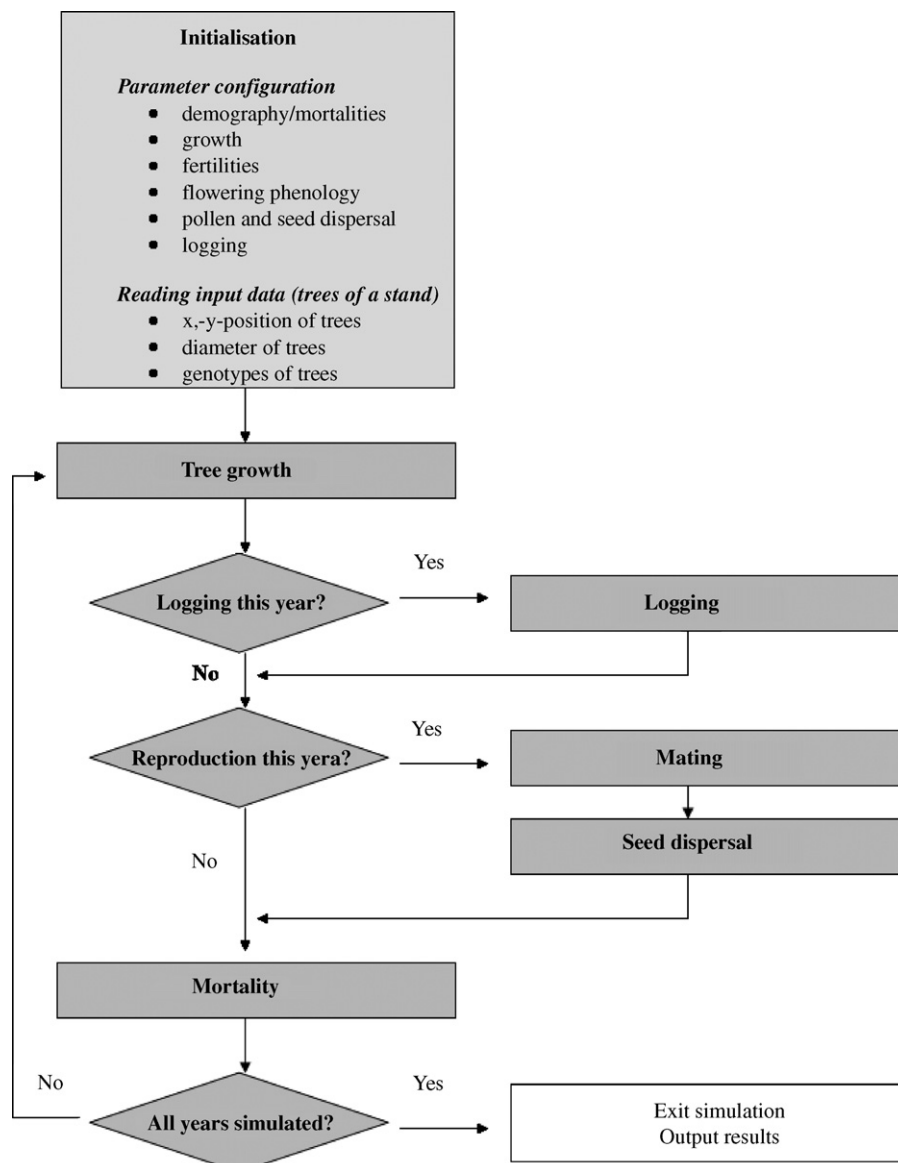 Initialisation
Parameter configuration
• demography/mortalities
• growth
• fertilities
• flowering phenology
• pollen and seed dispersal
• logging
Reading input data (trees of a stand)
• x,-y-position of trees
• diameter of trees
• genotypes of trees
Tree growth
Yes
Logging this year?
Logging
No
Yes
Reproduction this yera?
Mating
Seed dispersal
No
Mortality
No
Yes
All years simulated?
Exit simulation
Output results